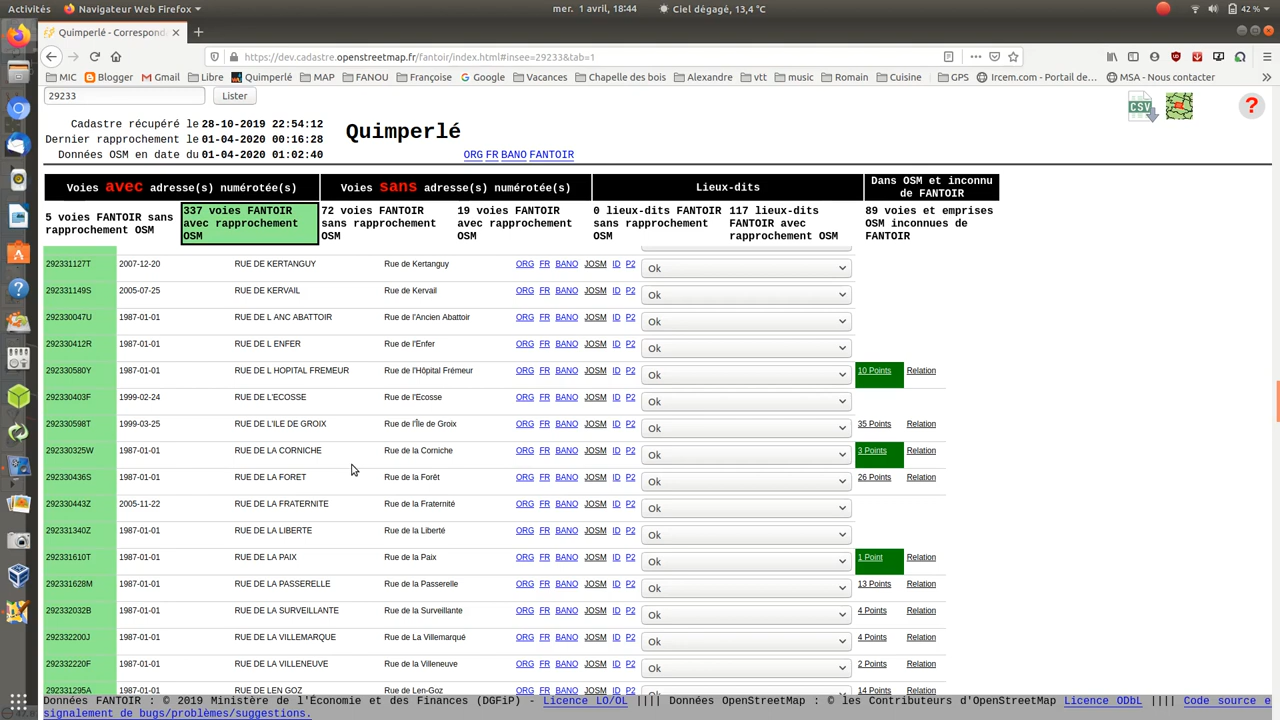 Activités Navigateur Web Firefox mer. 1 avril, 18:44 Ciel dégagé, 13,4 °C 42 %
Quimperlé - Correspond
https://dev.cadastre.openstreetmap.fr/fantoir/index.html#insee=29233&tab=1
MIC Blogger Gmail Libre Quimperlé MAP FANOU Françoise Google Vacances Chapelle des bois Alexandre vtt music Romain Cuisine GPS Ircem.com - Portail de… MSA - Nous contacter
29233 Lister
CSV ?
Cadastre récupéré le 28-10-2019 22:54:12
Dernier rapprochement le 01-04-2020 00:16:28
Données OSM en date du 01-04-2020 01:02:40
Quimperlé
ORG FR BANO FANTOIR
Voies avec adresse(s) numérotée(s) Voies sans adresse(s) numérotée(s) Lieux-dits Dans OSM et inconnu
de FANTOIR
5 voies FANTOIR sans
rapprochement OSM
337 voies FANTOIR
avec rapprochement
OSM
72 voies FANTOIR
sans rapprochement
OSM
19 voies FANTOIR
avec rapprochement
OSM
0 lieux-dits FANTOIR
sans rapprochement
OSM
117 lieux-dits
FANTOIR avec
rapprochement OSM
89 voies et emprises
OSM inconnues de
FANTOIR
292331127T 2007-12-20 RUE DE KERTANGUY Rue de Kertanguy ORG FR BANO JOSM ID P2 Ok
292331149S 2005-07-25 RUE DE KERVAIL Rue de Kervail ORG FR BANO JOSM ID P2 Ok
292330047U 1987-01-01 RUE DE L ANC ABATTOIR Rue de l'Ancien Abattoir ORG FR BANO JOSM ID P2 Ok
292330412R 1987-01-01 RUE DE L ENFER Rue de l'Enfer ORG FR BANO JOSM ID P2 Ok
292330580Y 1987-01-01 RUE DE L HOPITAL FREMEUR Rue de l'Hôpital Frémeur ORG FR BANO JOSM ID P2 Ok 10 Points Relation
292330403F 1999-02-24 RUE DE L'ECOSSE Rue de l'Ecosse ORG FR BANO JOSM ID P2 Ok
292330598T 1999-03-25 RUE DE L'ILE DE GROIX Rue de l'Île de Groix ORG FR BANO JOSM ID P2 Ok 35 Points Relation
292330325W 1987-01-01 RUE DE LA CORNICHE Rue de la Corniche ORG FR BANO JOSM ID P2 Ok 3 Points Relation
292330436S 1987-01-01 RUE DE LA FORET Rue de la Forêt ORG FR BANO JOSM ID P2 Ok 26 Points Relation
292330443Z 2005-11-22 RUE DE LA FRATERNITE Rue de la Fraternité ORG FR BANO JOSM ID P2 Ok
292331340Z 1987-01-01 RUE DE LA LIBERTE Rue de la Liberté ORG FR BANO JOSM ID P2 Ok
292331610T 1987-01-01 RUE DE LA PAIX Rue de la Paix ORG FR BANO JOSM ID P2 Ok 1 Point Relation
292331628M 1987-01-01 RUE DE LA PASSERELLE Rue de la Passerelle ORG FR BANO JOSM ID P2 Ok 13 Points Relation
292332032B 1987-01-01 RUE DE LA SURVEILLANTE Rue de la Surveillante ORG FR BANO JOSM ID P2 Ok 4 Points Relation
292332200J 1987-01-01 RUE DE LA VILLEMARQUE Rue de La Villemarqué ORG FR BANO JOSM ID P2 Ok 4 Points Relation
292332220F 1987-01-01 RUE DE LA VILLENEUVE Rue de la Villeneuve ORG FR BANO JOSM ID P2 Ok 2 Points Relation
292331295A 1987-01-01 RUE DE LEN GOZ Rue de Len-Goz ORG FR BANO JOSM ID P2 Ok 14 Points Relation
Données FANTOIR : © 2019 Ministère de l'Économie et des Finances (DGFiP) - Licence LO/OL |||| Données OpenStreetMap : © les Contributeurs d'OpenStreetMap Licence ODbL |||| Code source e
signalement de bugs/problèmes/suggestions.